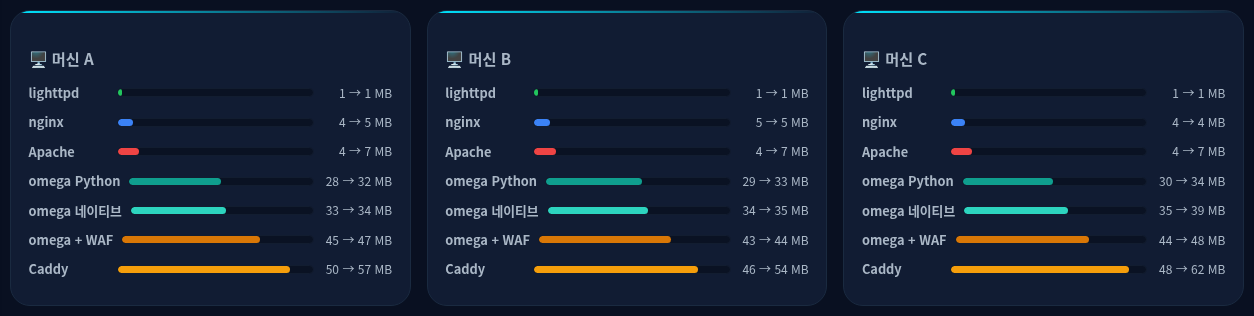 머신 A
lighttpd 1 → 1 MB
nginx 4 → 5 MB
Apache 4 → 7 MB
omega Python 28 → 32 MB
omega 네이티브 33 → 34 MB
omega + WAF 45 → 47 MB
Caddy 50 → 57 MB
머신 B
lighttpd 1 → 1 MB
nginx 5 → 5 MB
Apache 4 → 7 MB
omega Python 29 → 33 MB
omega 네이티브 34 → 35 MB
omega + WAF 43 → 44 MB
Caddy 46 → 54 MB
머신 C
lighttpd 1 → 1 MB
nginx 4 → 4 MB
Apache 4 → 7 MB
omega Python 30 → 34 MB
omega 네이티브 35 → 39 MB
omega + WAF 44 → 48 MB
Caddy 48 → 62 MB